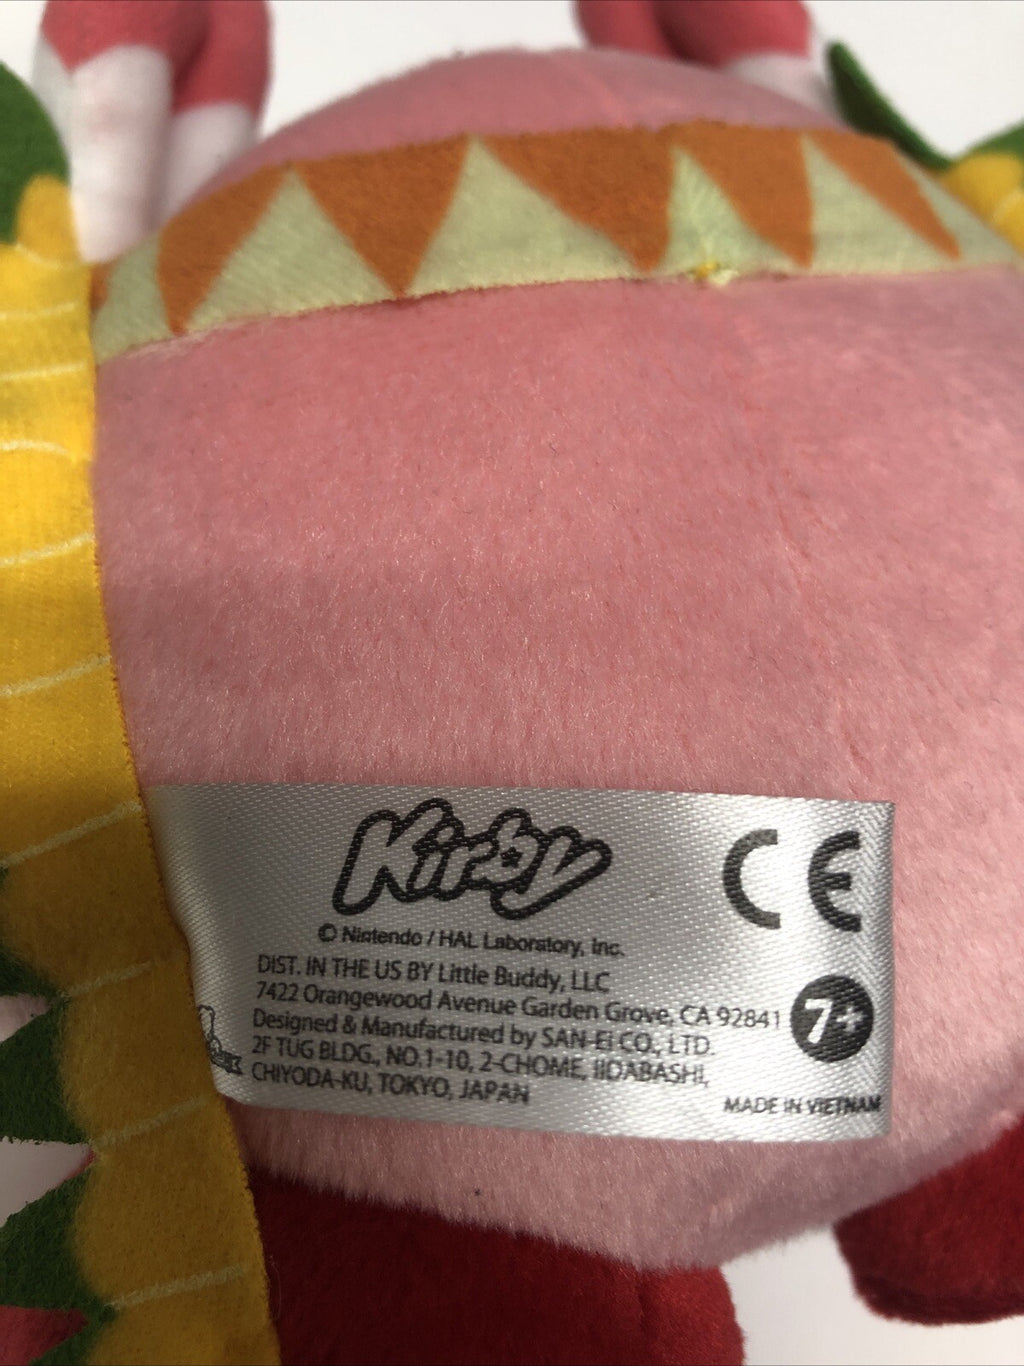 Kirby
© Nintendo / HAL Laboratory, Inc.
DIST. IN THE US BY Little Buddy, LLC
7422 Orangewood Avenue Garden Grove, CA 92841
Designed & Manufactured by SAN-EI CO., LTD.
2F TUG BLDG., NO.1-10, 2-CHOME, IIDABASHI,
CHIYODA-KU, TOKYO, JAPAN
CE
7+
MADE IN VIETNAM